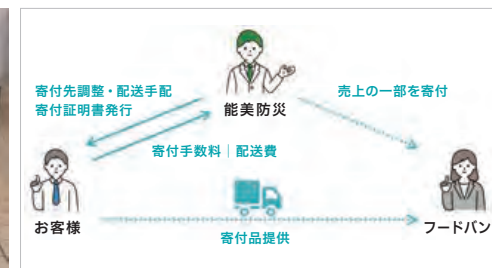 寄付先調整・配送手配
寄付証明書発行
能美防災
売上の一部を寄付
寄付手数料｜配送費
お客様
寄付品提供
フードバン